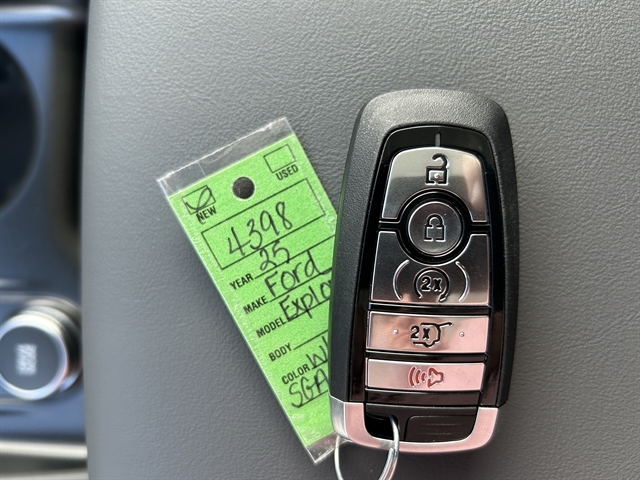 NEW USED
4398
YEAR 25
MAKE Ford
MODEL Explo
BODY
COLOR W
SGA
2x
2x